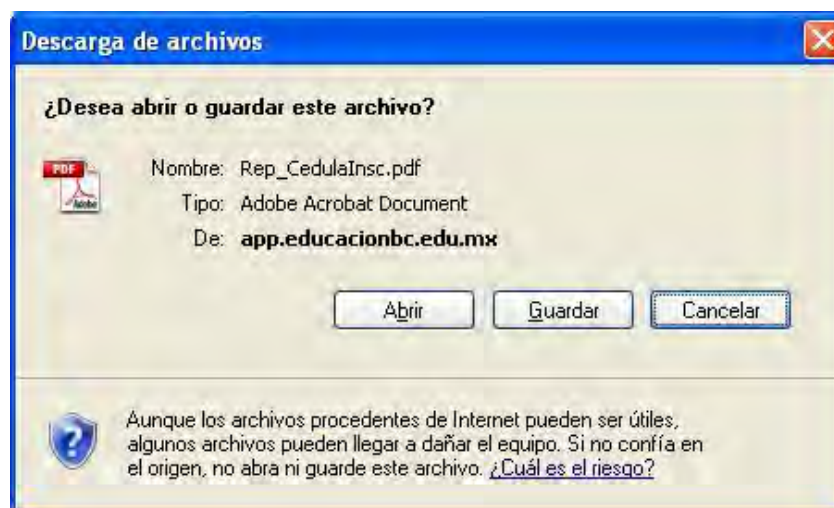 Descarga de archivos
¿Desea abrir o guardar este archivo?
PDF
Adobe
Nombre: Rep_CedulaInsc.pdf
Tipo: Adobe Acrobat Document
De: app.educacionbc.edu.mx
Abrir Guardar Cancelar
Aunque los archivos procedentes de Internet pueden ser útiles,
algunos archivos pueden llegar a dañar el equipo. Si no confía en
el origen, no abra ni guarde este archivo. ¿Cuál es el riesgo?